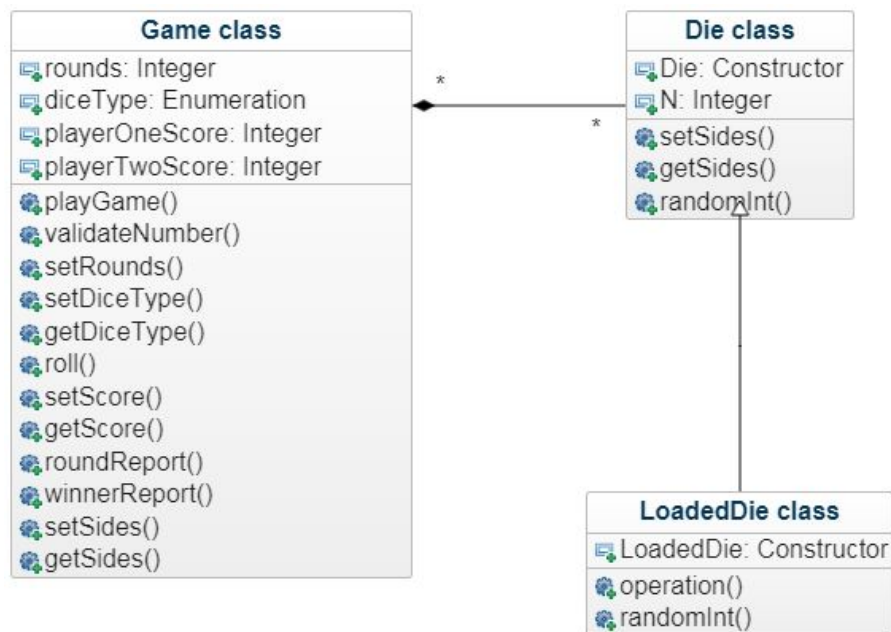 Game class
rounds: Integer
diceType: Enumeration
playerOneScore: Integer
playerTwoScore: Integer
playGame()
validateNumber()
setRounds()
setDiceType()
getDiceType()
roll()
setScore()
getScore()
roundReport()
winnerReport()
setSides()
getSides()
*
*
Die class
Die: Constructor
N: Integer
setSides()
getSides()
randomInt()
LoadedDie class
LoadedDie: Constructor
operation()
randomInt()